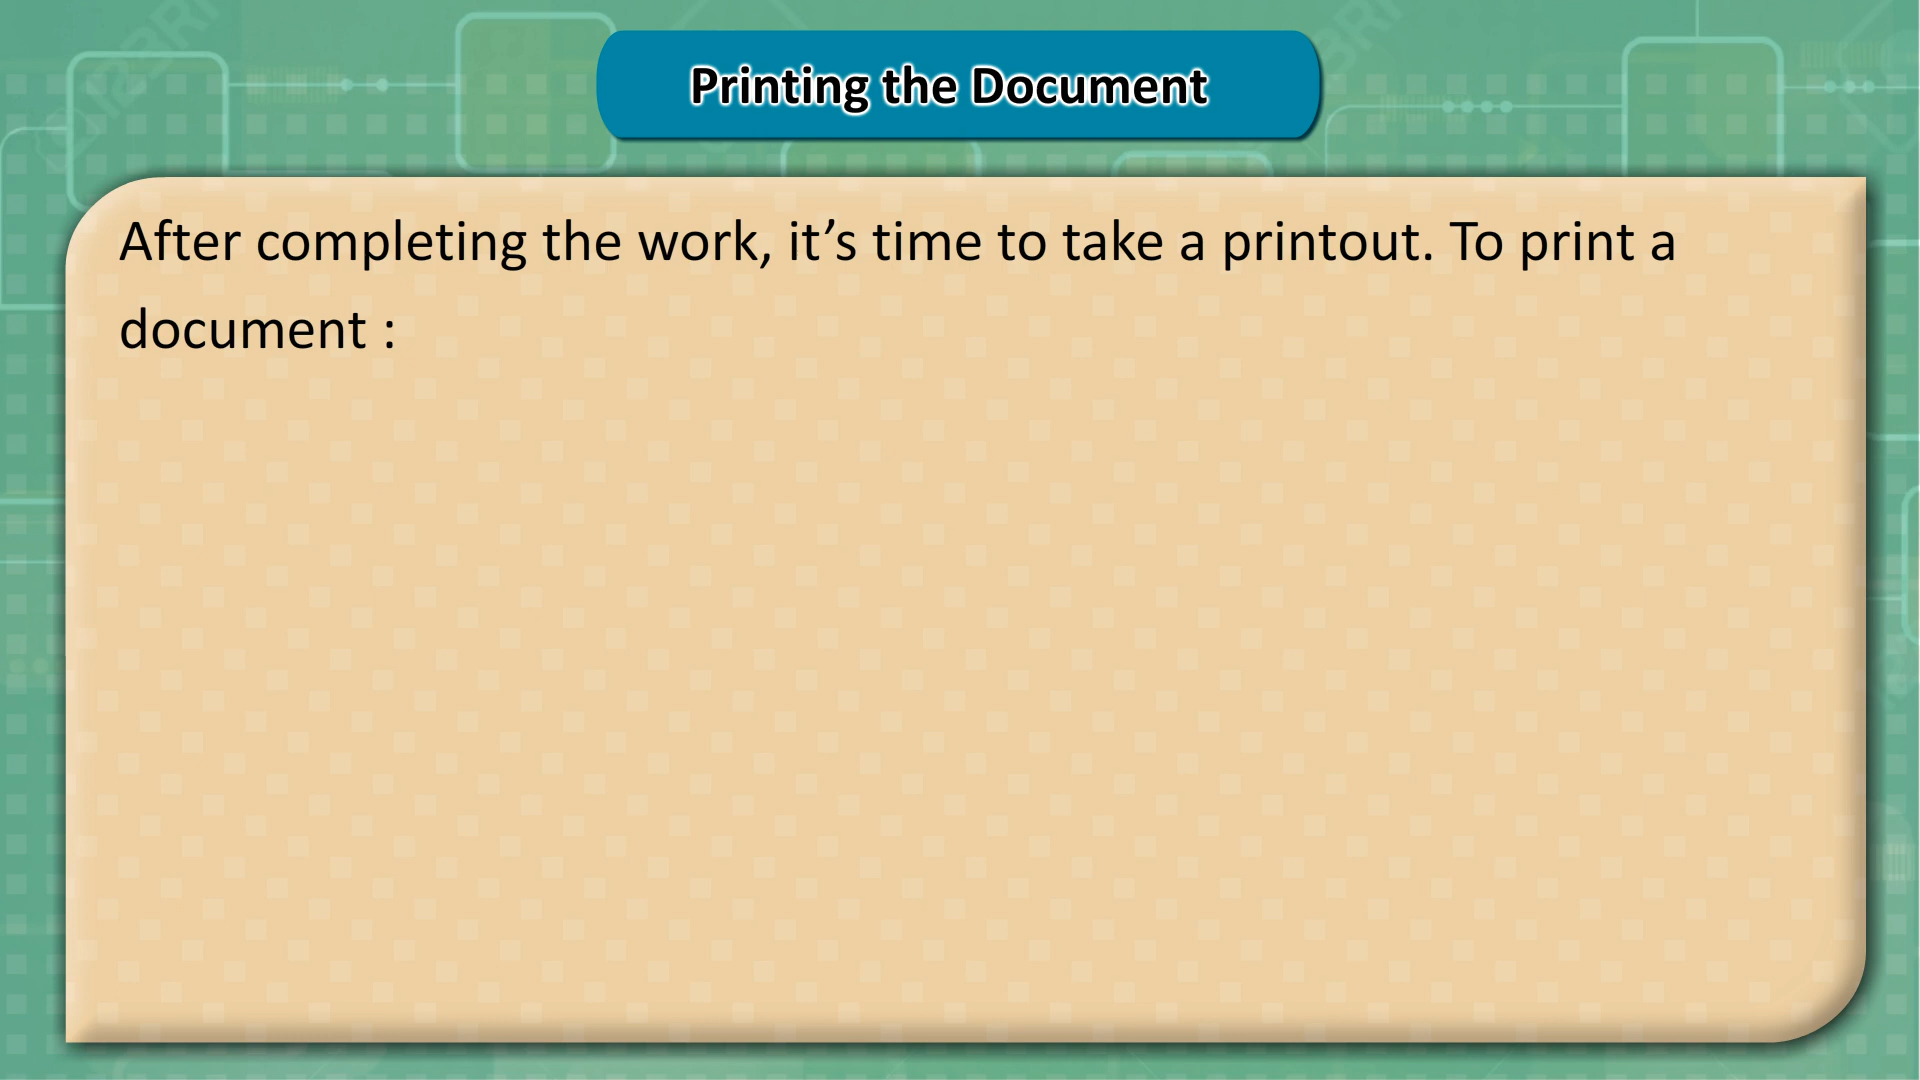 Printing the Document
After completing the work, it’s time to take a printout. To print a
document :